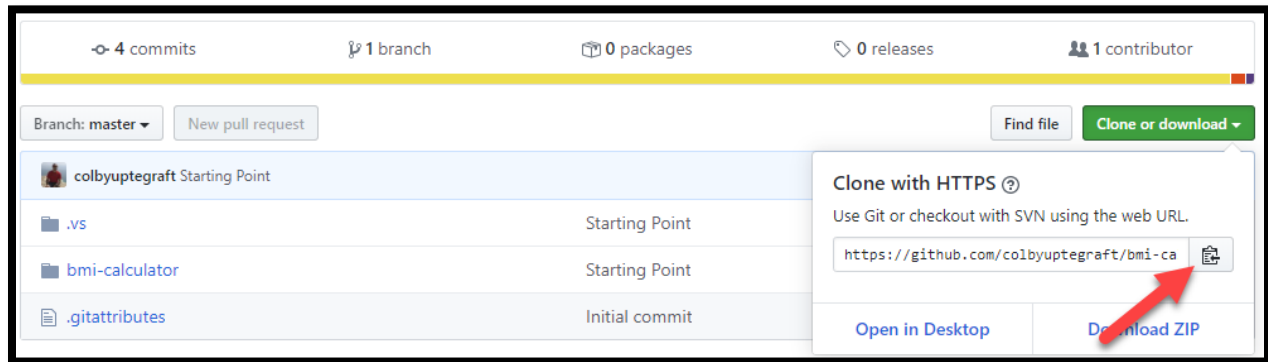 4 commits
1 branch
0 packages
0 releases
1 contributor
Branch: master
New pull request
Find file
Clone or download
colbyuptegraft Starting Point
.vs
Starting Point
bmi-calculator
Starting Point
.gitattributes
Initial commit
Clone with HTTPS ?
Use Git or checkout with SVN using the web URL.
https://github.com/colbyuptegraft/bmi-ca
Open in Desktop
Download ZIP